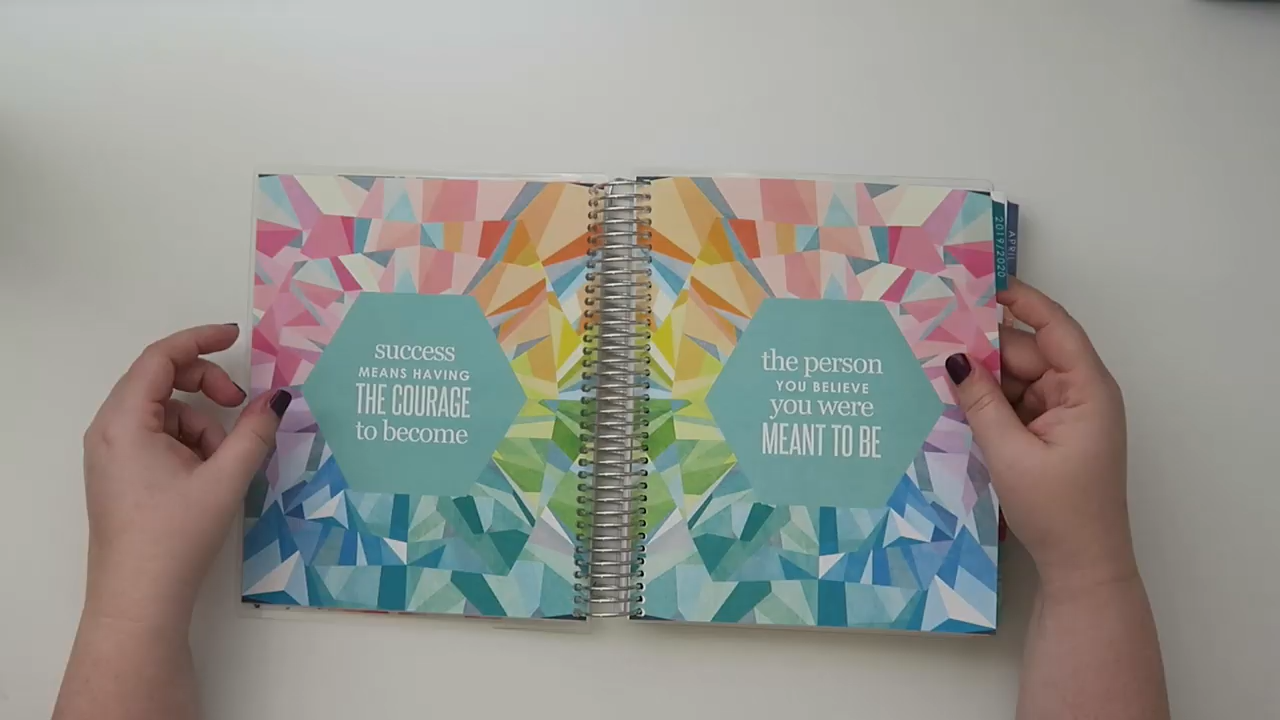 success
MEANS HAVING
THE COURAGE
to become
the person
YOU BELIEVE
you were
MEANT TO BE
2019/2020
APRIL